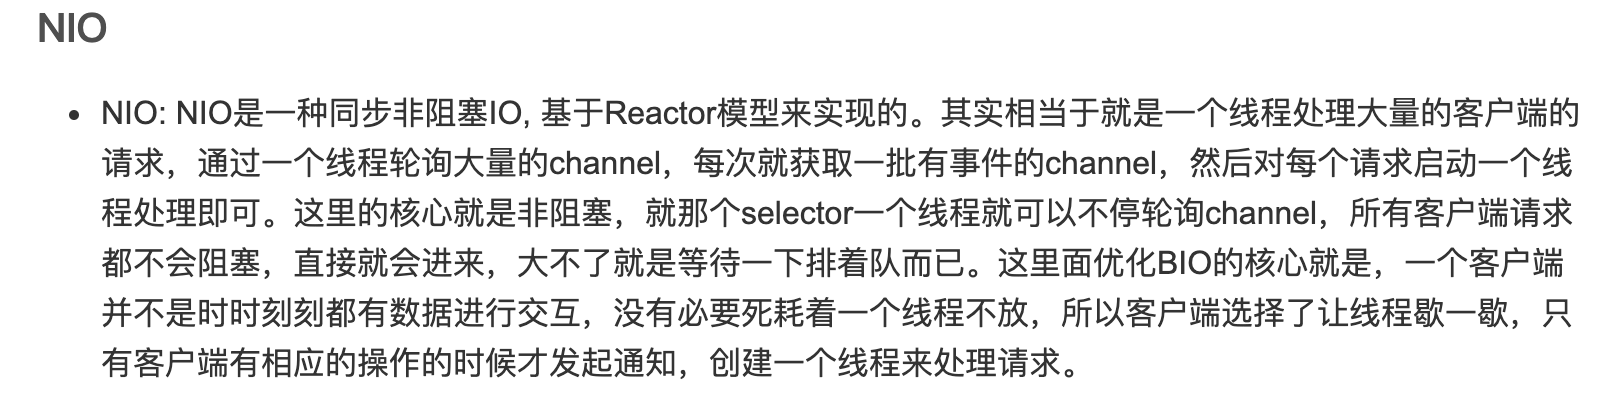 NIO
• NIO: NIO是一种同步非阻塞IO, 基于Reactor模型来实现的。其实相当于就是一个线程处理大量的客户端的
请求，通过一个线程轮询大量的channel，每次就获取一批有事件的channel，然后对每个请求启动一个线
程处理即可。这里的核心就是非阻塞，就那个selector一个线程就可以不停轮询channel，所有客户端请求
都不会阻塞，直接就会进来，大不了就是等待一下排着队而已。这里面优化BIO的核心就是，一个客户端
并不是时时刻刻都有数据进行交互，没有必要死耗着一个线程不放，所以客户端选择了让线程歇一歇，只
有客户端有相应的操作的时候才发起通知，创建一个线程来处理请求。